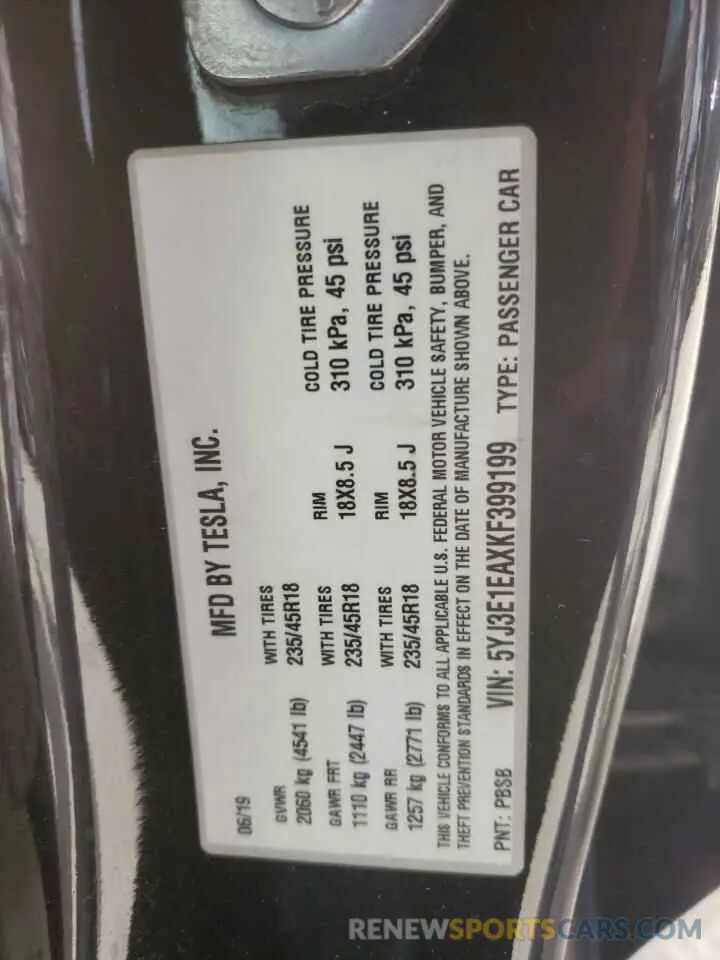 MFD BY TESLA, INC.
06/19
GVWR WITH TIRES RIM COLD TIRE PRESSURE
2060 kg (4541 lb) 235/45R18 18X8.5 J 310 kPa, 45 psi
GAWR FRT WITH TIRES RIM COLD TIRE PRESSURE
1110 kg (2447 lb) 235/45R18 18X8.5 J 310 kPa, 45 psi
GAWR RR WITH TIRES
1257 kg (2771 lb) 235/45R18
THIS VEHICLE CONFORMS TO ALL APPLICABLE U.S. FEDERAL MOTOR VEHICLE SAFETY, BUMPER, AND
THEFT PREVENTION STANDARDS IN EFFECT ON THE DATE OF MANUFACTURE SHOWN ABOVE.
PNT: PBSB VIN: 5YJ3E1EAXKF399199 TYPE: PASSENGER CAR
RENEWSPORTSCARS.COM